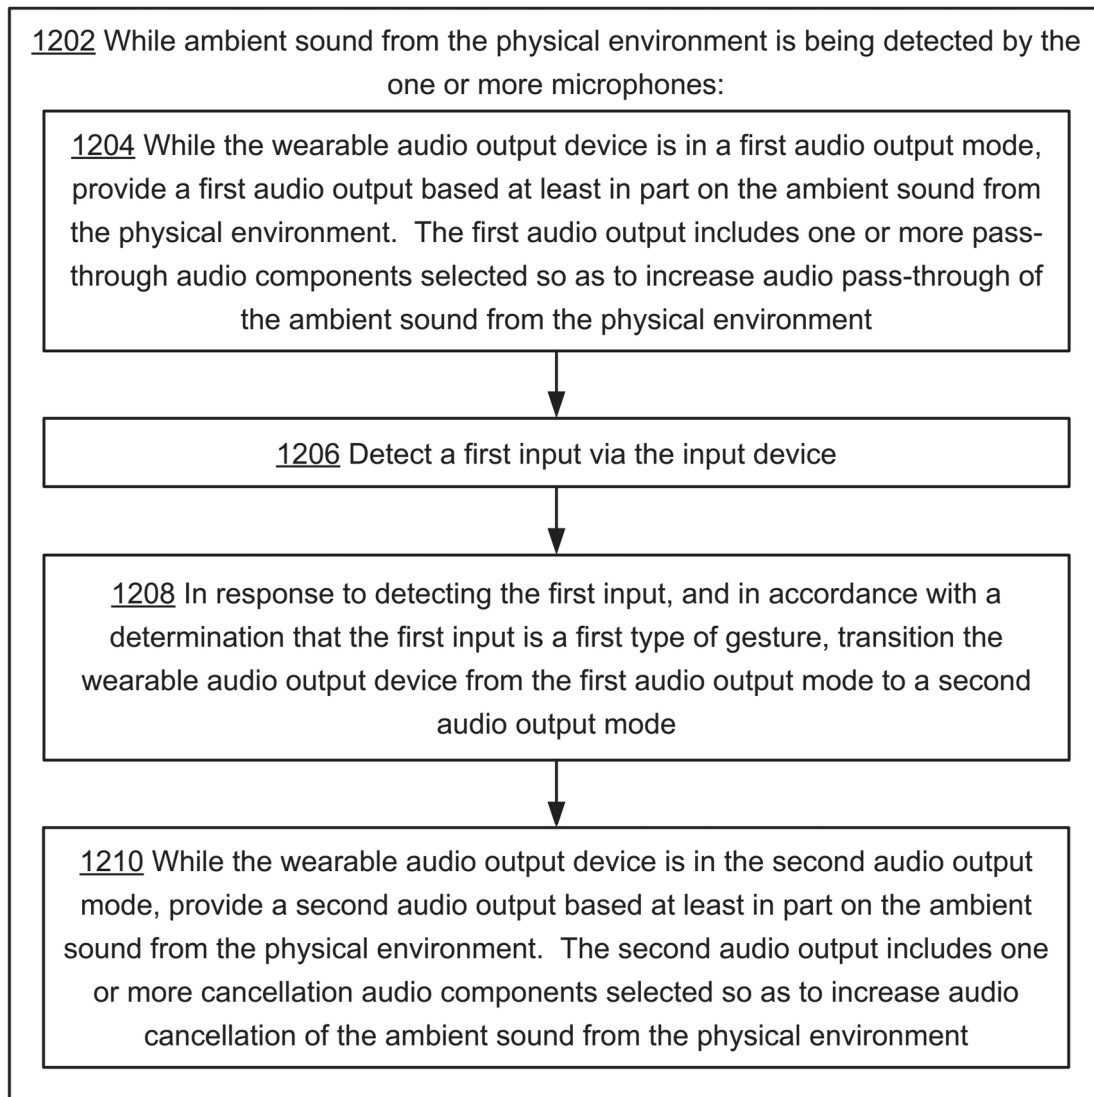 1202 While ambient sound from the physical environment is being detected by the
one or more microphones:
1204 While the wearable audio output device is in a first audio output mode,
provide a first audio output based at least in part on the ambient sound from
the physical environment.  The first audio output includes one or more pass-
through audio components selected so as to increase audio pass-through of
the ambient sound from the physical environment
1206 Detect a first input via the input device
1208 In response to detecting the first input, and in accordance with a
determination that the first input is a first type of gesture, transition the
wearable audio output device from the first audio output mode to a second
audio output mode
1210 While the wearable audio output device is in the second audio output
mode, provide a second audio output based at least in part on the ambient
sound from the physical environment.  The second audio output includes one
or more cancellation audio components selected so as to increase audio
cancellation of the ambient sound from the physical environment